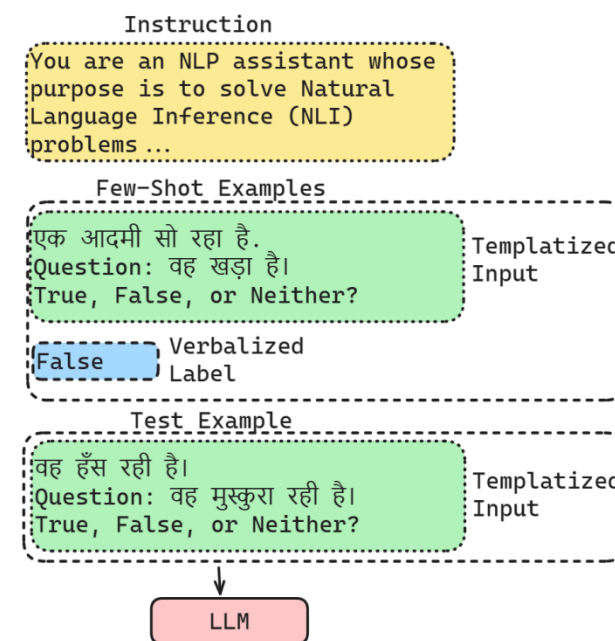 Instruction
You are an NLP assistant whose
purpose is to solve Natural
Language Inference (NLI)
problems ...
Few-Shot Examples
एक आदमी सो रहा है.
Question: वह खड़ा है।
True, False, or Neither?
Templatized
Input
False
Verbalized
Label
Test Example
वह हँस रही है।
Question: वह मुस्कुरा रही है।
True, False, or Neither?
Templatized
Input
LLM